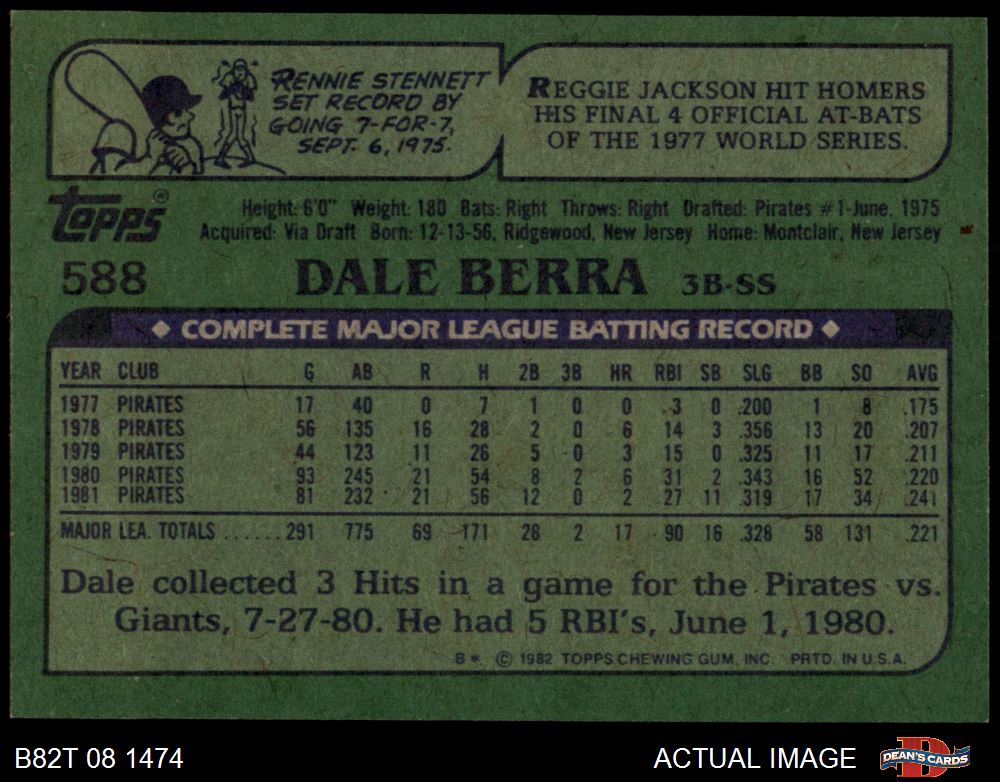 RENNIE STENNETT
SET RECORD BY
GOING 7-FOR-7,
SEPT. 6, 1975.
REGGIE JACKSON HIT HOMERS
HIS FINAL 4 OFFICIAL AT-BATS
OF THE 1977 WORLD SERIES.
Topps®
Height: 6'0" Weight: 180 Bats: Right Throws: Right Drafted: Pirates #1-June, 1975
Acquired: Via Draft Born: 12-13-56, Ridgewood, New Jersey Home: Montclair, New Jersey
588 DALE BERRA 3B-SS
◆ COMPLETE MAJOR LEAGUE BATTING RECORD ◆
YEAR CLUB G AB R H 2B 3B HR RBI SB SLG BB SO AVG
1977 PIRATES 17 40 0 7 1 0 0 3 0 .200 1 8 .175
1978 PIRATES 56 135 16 28 2 0 6 14 3 .356 13 20 .207
1979 PIRATES 44 123 11 26 5 0 3 15 0 .325 11 17 .211
1980 PIRATES 93 245 21 54 8 2 6 31 2 .343 16 52 .220
1981 PIRATES 81 232 21 56 12 0 2 27 11 .319 17 34 .241
MAJOR LEA. TOTALS ......291 775 69 171 28 2 17 90 16 .328 58 131 .221
Dale collected 3 Hits in a game for the Pirates vs.
Giants, 7-27-80. He had 5 RBI's, June 1, 1980.
B* © 1982 TOPPS CHEWING GUM, INC. PRTD. IN U.S.A.
B82T 08 1474 ACTUAL IMAGE DEAN'S CARDS